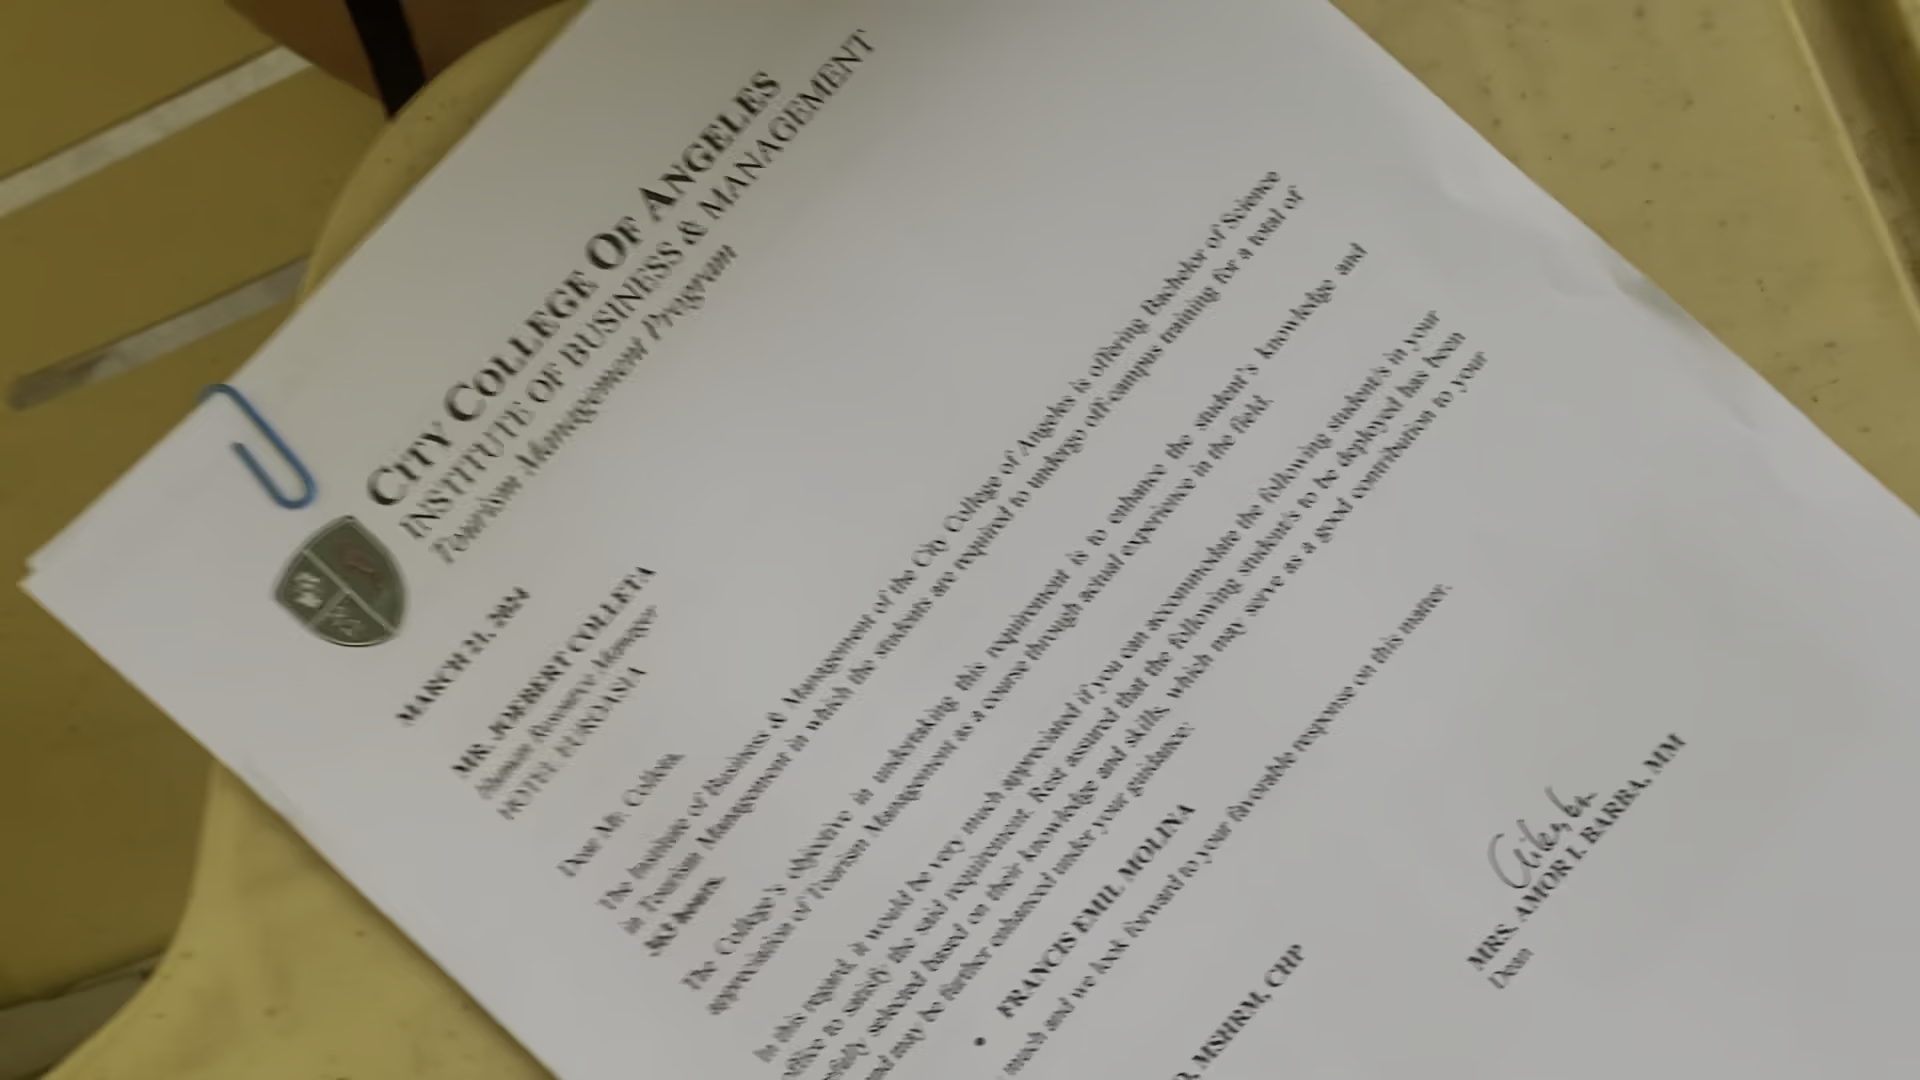 CITY COLLEGE OF ANGELES
INSTITUTE OF BUSINESS & MANAGEMENT
Tourism Management Program
MARCH 21, 2024
MR. JORBERT COLLETA
Human Resource Manager
HOTEL EUROASIA
Dear Mr. Colleta,
The Institute of Business & Management of the City College of Angeles is offering Bachelor of Science
in Tourism Management in which the students are required to undergo off-campus training for a total of
hours.
The College's objective in undertaking this requirement is to enhance the student's knowledge and
appreciation of Tourism Management as a course through actual experience in the field.
In this regard, it would be very much appreciated if you can accommodate the following student/s in your
office to satisfy the said requirement. Rest assured that the following student/s to be deployed has been
selected based on their knowledge and skills, which may serve as a good contribution to your
and may be further enhanced under your guidance:
• FRANCIS EMIL MOLINA
much and we look forward to your favorable response on this matter.
MRS. AMOR I. BARBA, MM
Dean
MSHRM, CHP